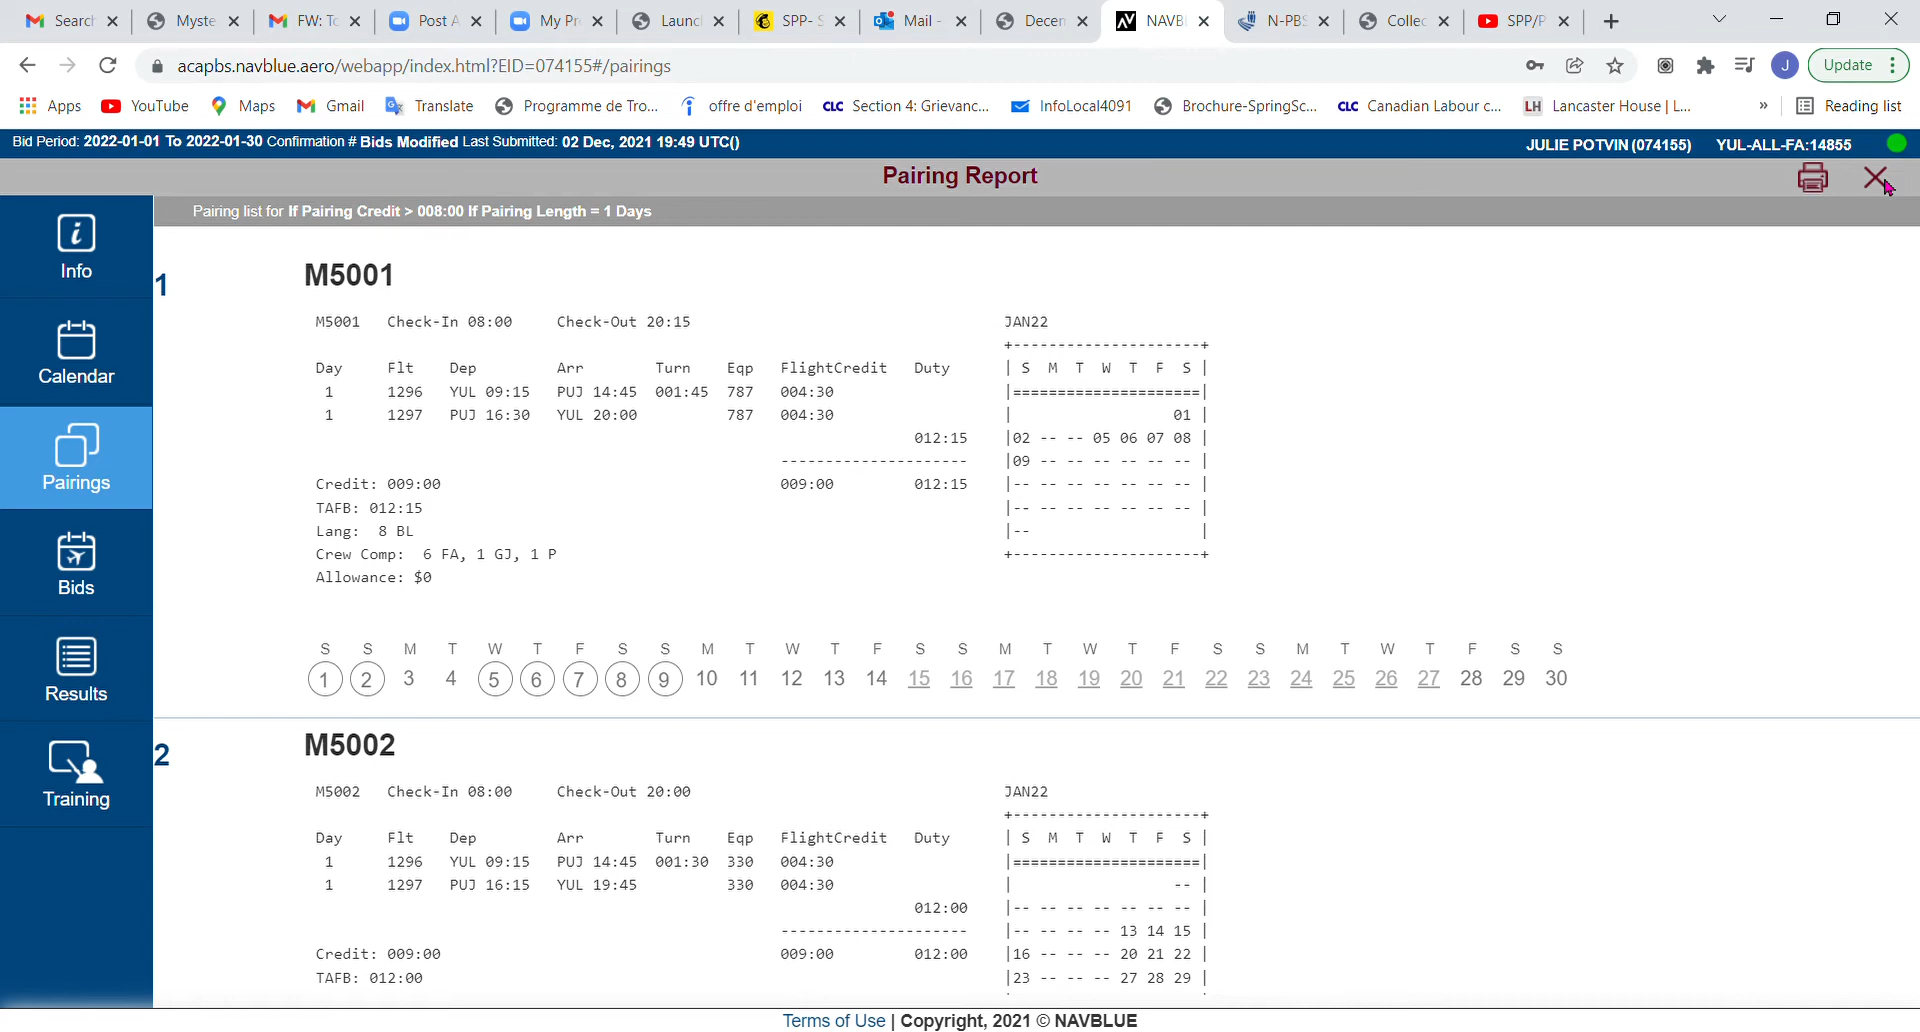 Search Myste FW: To Post A My Pr Launc SPP- S Mail - Decem NAVBI N-PBS Collec SPP/P
acapbs.navblue.aero/webapp/index.html?EID=074155#/pairings J Update
Apps YouTube Maps Gmail Translate Programme de Tro... offre d'emploi CLC Section 4: Grievanc... InfoLocal4091 Brochure-SpringSc... CLC Canadian Labour c... LH Lancaster House | L... » Reading list
Bid Period: 2022-01-01 To 2022-01-30 Confirmation # Bids Modified Last Submitted: 02 Dec, 2021 19:49 UTC() JULIE POTVIN (074155) YUL-ALL-FA:14855
Pairing Report
Pairing list for If Pairing Credit > 008:00 If Pairing Length = 1 Days
Info
Calendar
Pairings
Bids
Results
Training
1 M5001
M5001 Check-In 08:00 Check-Out 20:15 JAN22
+---------------------+
Day Flt Dep Arr Turn Eqp FlightCredit Duty | S M T W T F S |
1 1296 YUL 09:15 PUJ 14:45 001:45 787 004:30 |=====================|
1 1297 PUJ 16:30 YUL 20:00 787 004:30 | 01 |
012:15 |02 -- -- 05 06 07 08 |
--------------------- |09 -- -- -- -- -- -- |
Credit: 009:00 009:00 012:15 |-- -- -- -- -- -- -- |
TAFB: 012:15 |-- -- -- -- -- -- -- |
Lang: 8 BL |-- |
Crew Comp: 6 FA, 1 GJ, 1 P +---------------------+
Allowance: $0
S S M T W T F S S M T W T F S S M T W T F S S M T W T F S S
1 2 3 4 5 6 7 8 9 10 11 12 13 14 15 16 17 18 19 20 21 22 23 24 25 26 27 28 29 30
2 M5002
M5002 Check-In 08:00 Check-Out 20:00 JAN22
+---------------------+
Day Flt Dep Arr Turn Eqp FlightCredit Duty | S M T W T F S |
1 1296 YUL 09:15 PUJ 14:45 001:30 330 004:30 |=====================|
1 1297 PUJ 16:15 YUL 19:45 330 004:30 | -- |
012:00 |-- -- -- -- -- -- -- |
--------------------- |-- -- -- -- 13 14 15 |
Credit: 009:00 009:00 012:00 |16 -- -- -- 20 21 22 |
TAFB: 012:00 |23 -- -- -- 27 28 29 |
Terms of Use | Copyright, 2021 © NAVBLUE